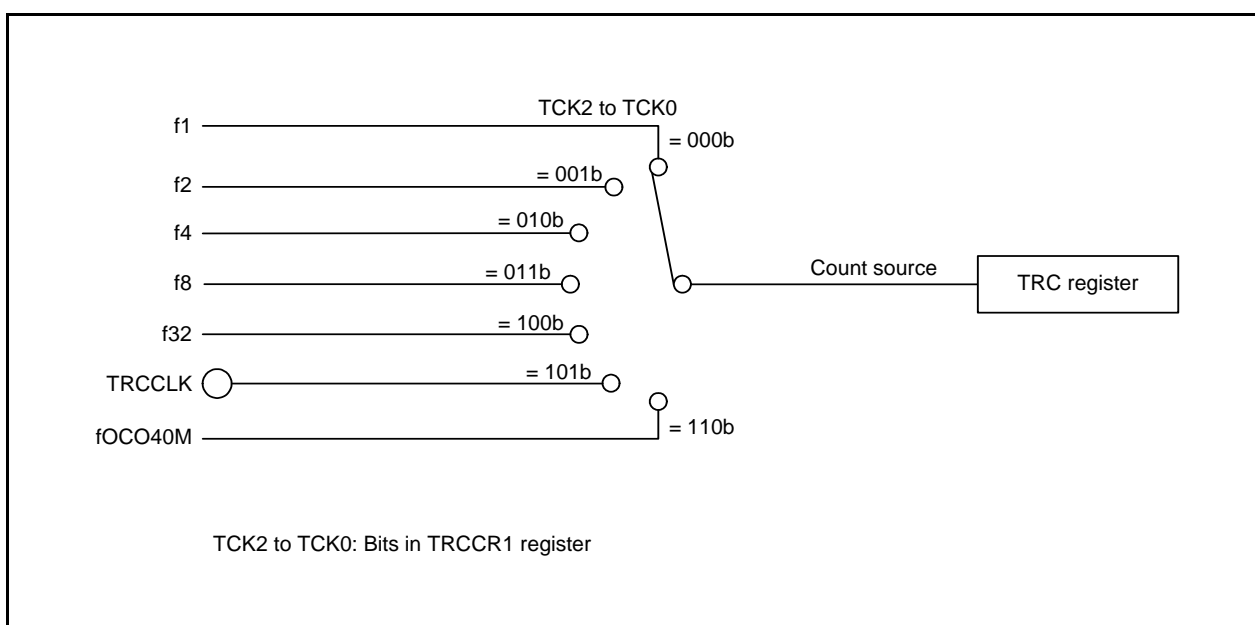 TCK2 to TCK0
f1
= 000b
f2
= 001b
f4
= 010b
f8
= 011b
Count source
TRC register
f32
= 100b
TRCCLK
= 101b
fOCO40M
= 110b
TCK2 to TCK0: Bits in TRCCR1 register